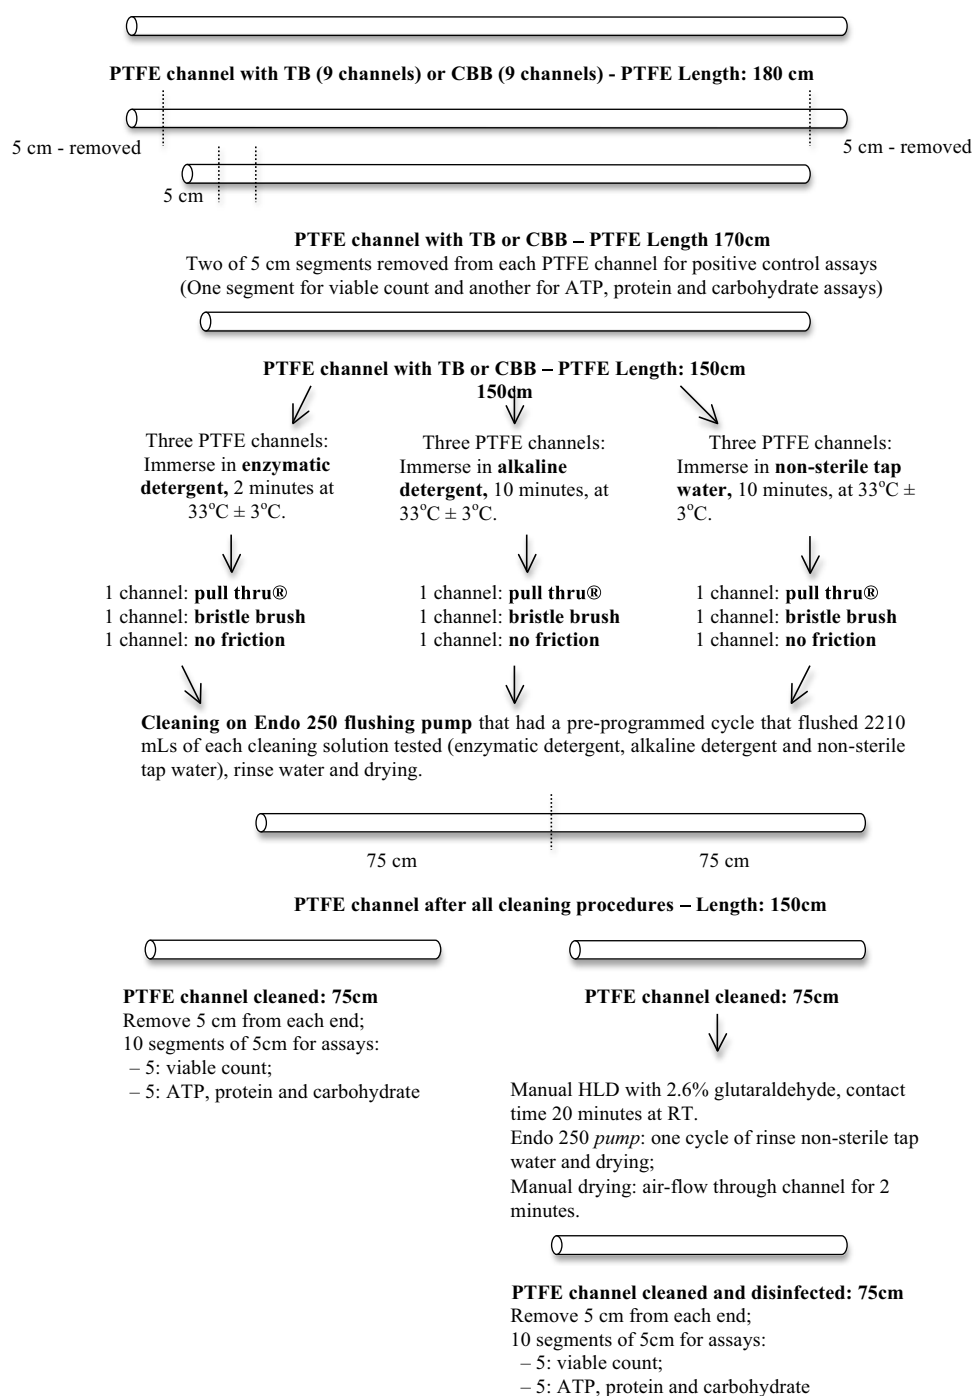 PTFE channel with TB (9 channels) or CBB (9 channels) - PTFE Length: 180 cm
5 cm - removed
5 cm - removed
5 cm
PTFE channel with TB or CBB – PTFE Length 170cm
Two of 5 cm segments removed from each PTFE channel for positive control assays
(One segment for viable count and another for ATP, protein and carbohydrate assays)
PTFE channel with TB or CBB – PTFE Length: 150cm
150cm
Three PTFE channels:
Immerse in enzymatic
detergent, 2 minutes at
33°C ± 3°C.
Three PTFE channels:
Immerse in alkaline
detergent, 10 minutes, at
33°C ± 3°C.
Three PTFE channels:
Immerse in non-sterile tap
water, 10 minutes, at 33°C ±
3°C.
1 channel: pull thru®
1 channel: bristle brush
1 channel: no friction
1 channel: pull thru®
1 channel: bristle brush
1 channel: no friction
1 channel: pull thru®
1 channel: bristle brush
1 channel: no friction
Cleaning on Endo 250 flushing pump that had a pre-programmed cycle that flushed 2210
mLs of each cleaning solution tested (enzymatic detergent, alkaline detergent and non-sterile
tap water), rinse water and drying.
75 cm
75 cm
PTFE channel after all cleaning procedures – Length: 150cm
PTFE channel cleaned: 75cm
Remove 5 cm from each end;
10 segments of 5cm for assays:
– 5: viable count;
– 5: ATP, protein and carbohydrate
PTFE channel cleaned: 75cm
Manual HLD with 2.6% glutaraldehyde, contact
time 20 minutes at RT.
Endo 250 pump: one cycle of rinse non-sterile tap
water and drying;
Manual drying: air-flow through channel for 2
minutes.
PTFE channel cleaned and disinfected: 75cm
Remove 5 cm from each end;
10 segments of 5cm for assays:
– 5: viable count;
– 5: ATP, protein and carbohydrate